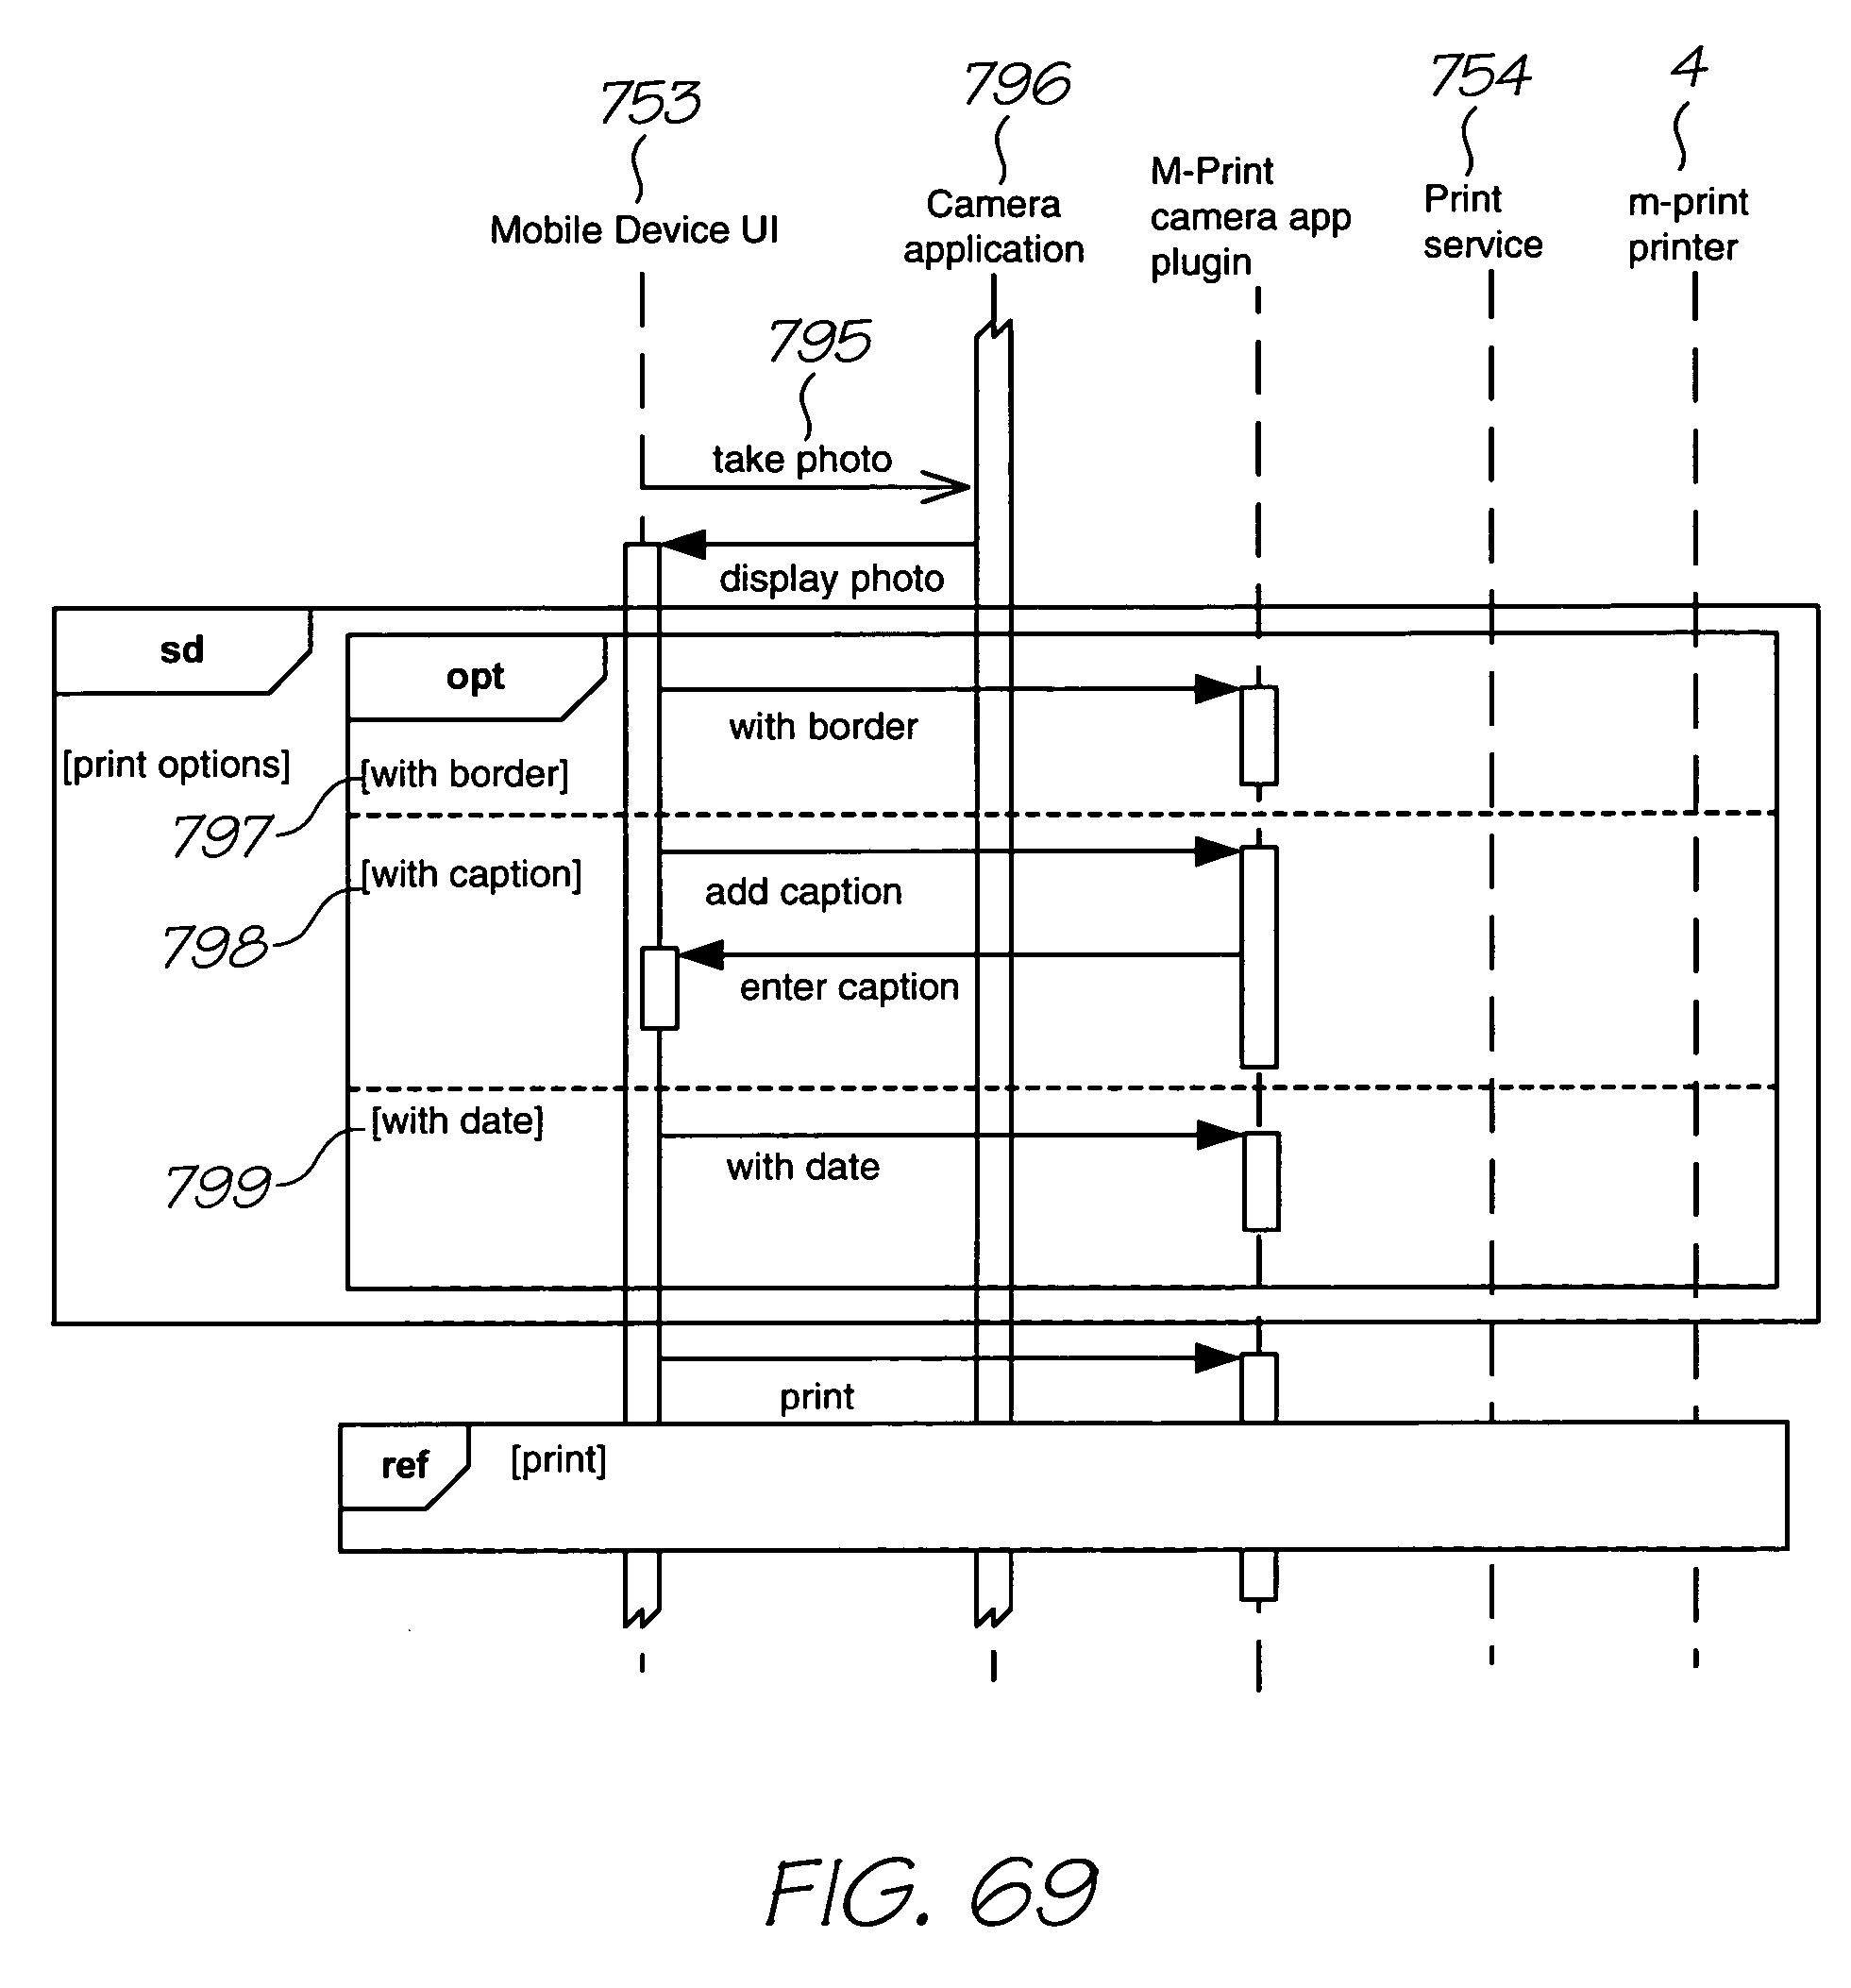 753
796
754
4
Mobile Device UI
Camera
application
M-Print
camera app
plugin
Print
service
m-print
printer
795
take photo
display photo
sd
opt
with border
[print options]
[with border]
797
[with caption]
add caption
798
enter caption
[with date]
with date
799
print
ref
[print]
FIG. 69